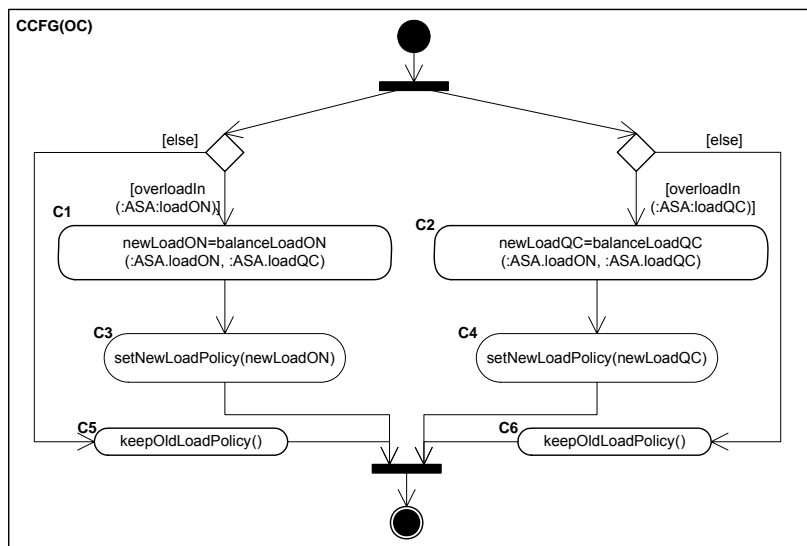 CCFG(OC)
[else]
[else]
[overloadIn
(:ASA:loadON)]
[overloadIn
(:ASA:loadQC)]
C1
newLoadON=balanceLoadON
(:ASA.loadON, :ASA.loadQC)
C2
newLoadQC=balanceLoadQC
(:ASA.loadON, :ASA.loadQC)
C3
setNewLoadPolicy(newLoadON)
C4
setNewLoadPolicy(newLoadQC)
C5
keepOldLoadPolicy()
C6
keepOldLoadPolicy()